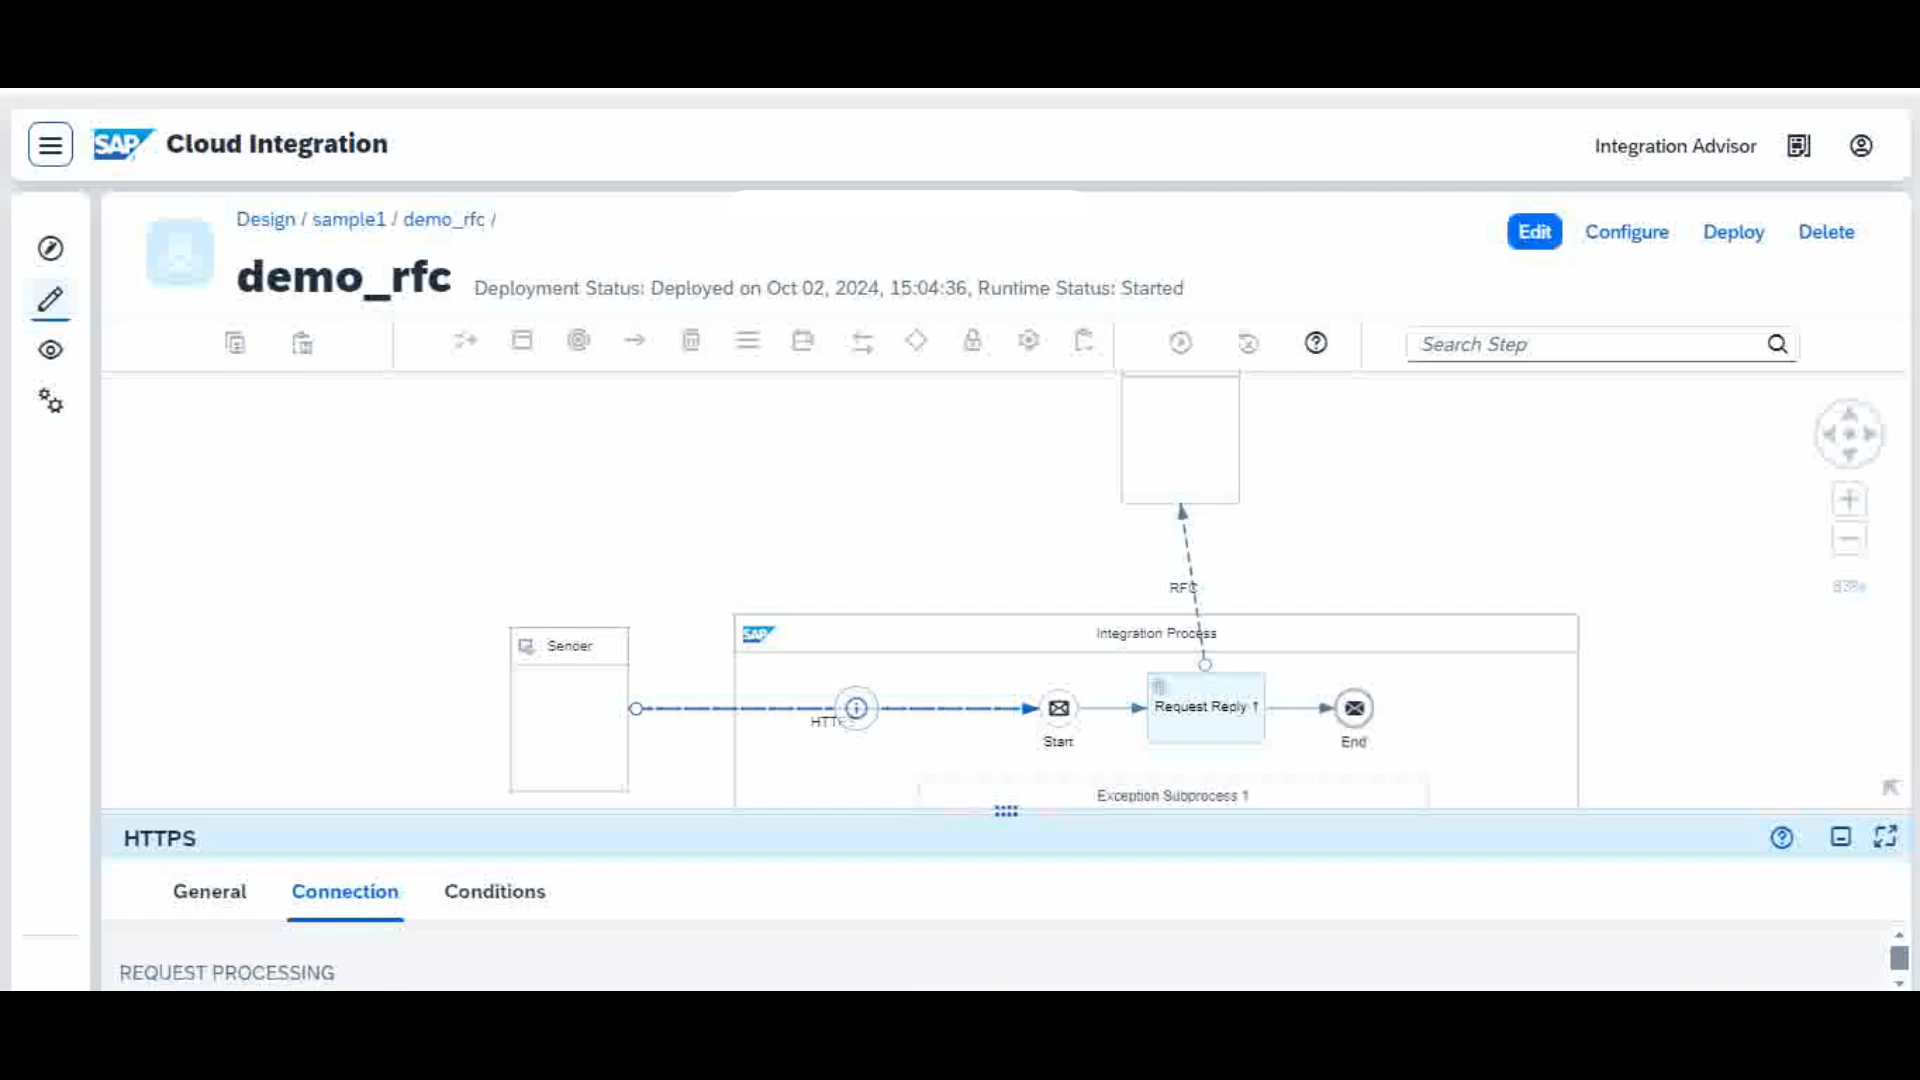 SAP Cloud Integration
Integration Advisor
Design / sample1 / demo_rfc /
Edit Configure Deploy Delete
demo_rfc Deployment Status: Deployed on Oct 02, 2024, 15:04:36, Runtime Status: Started
Search Step
RFC
SAP Integration Process
Sender
Request Reply 1
Start
End
Exception Subprocess 1
HTTPS
General Connection Conditions
REQUEST PROCESSING